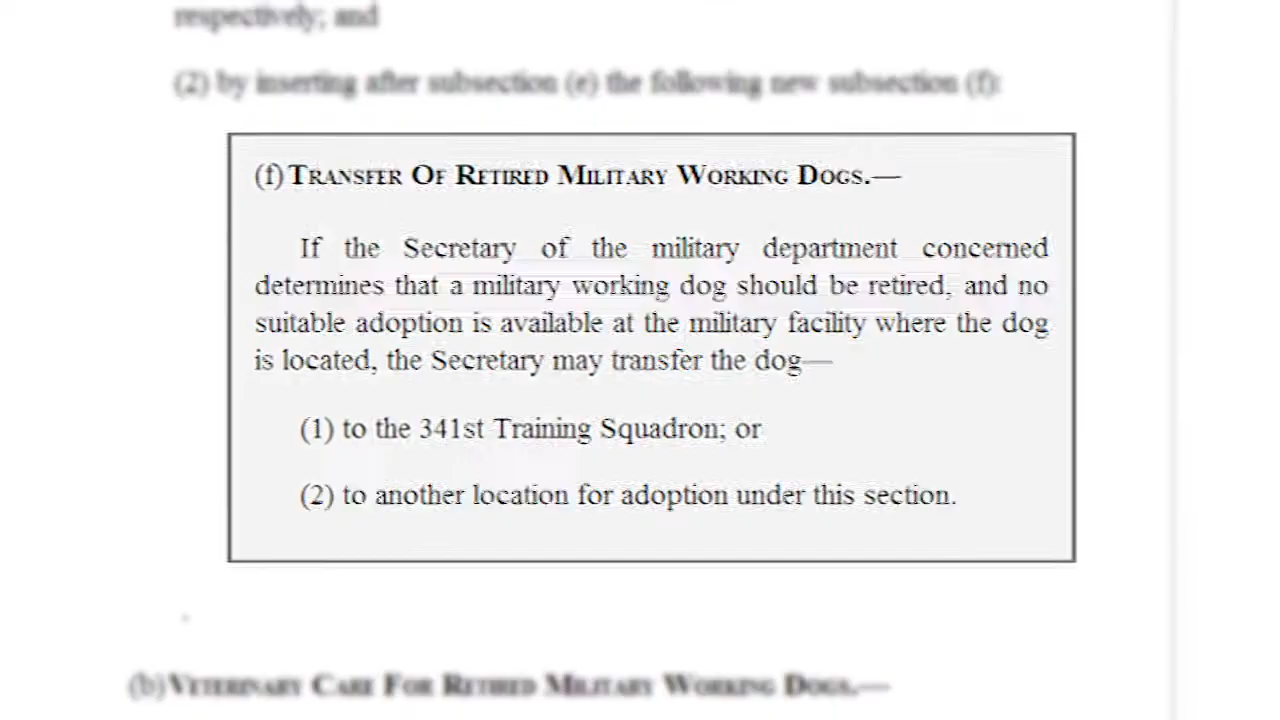 respectively; and
(2) by inserting after subsection (e) the following new subsection (f):
(f) TRANSFER OF RETIRED MILITARY WORKING DOGS.—
If the Secretary of the military department concerned
determines that a military working dog should be retired, and no
suitable adoption is available at the military facility where the dog
is located, the Secretary may transfer the dog—
(1) to the 341st Training Squadron; or
(2) to another location for adoption under this section.
(b) VETERINARY CARE FOR RETIRED MILITARY WORKING DOGS.—